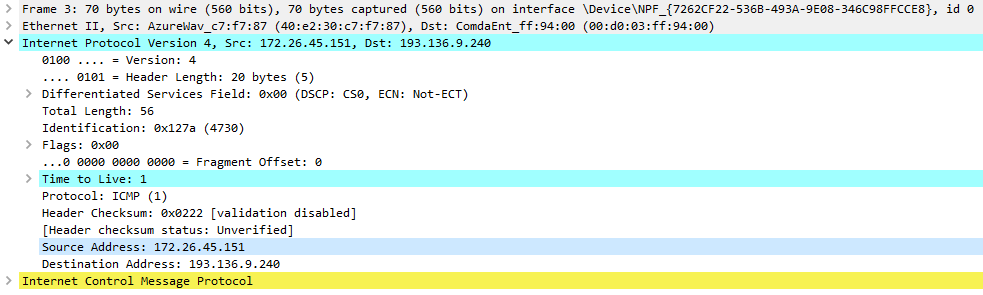 Frame 3: 70 bytes on wire (560 bits), 70 bytes captured (560 bits) on interface \Device\NPF_{7262CF22-536B-493A-9E08-346C98FFCCE8}, id 0
Ethernet II, Src: AzureWav_c7:f7:87 (40:e2:30:c7:f7:87), Dst: ComdaEnt_ff:94:00 (00:d0:03:ff:94:00)
Internet Protocol Version 4, Src: 172.26.45.151, Dst: 193.136.9.240
0100 .... = Version: 4
.... 0101 = Header Length: 20 bytes (5)
Differentiated Services Field: 0x00 (DSCP: CS0, ECN: Not-ECT)
Total Length: 56
Identification: 0x127a (4730)
Flags: 0x00
...0 0000 0000 0000 = Fragment Offset: 0
Time to Live: 1
Protocol: ICMP (1)
Header Checksum: 0x0222 [validation disabled]
[Header checksum status: Unverified]
Source Address: 172.26.45.151
Destination Address: 193.136.9.240
Internet Control Message Protocol